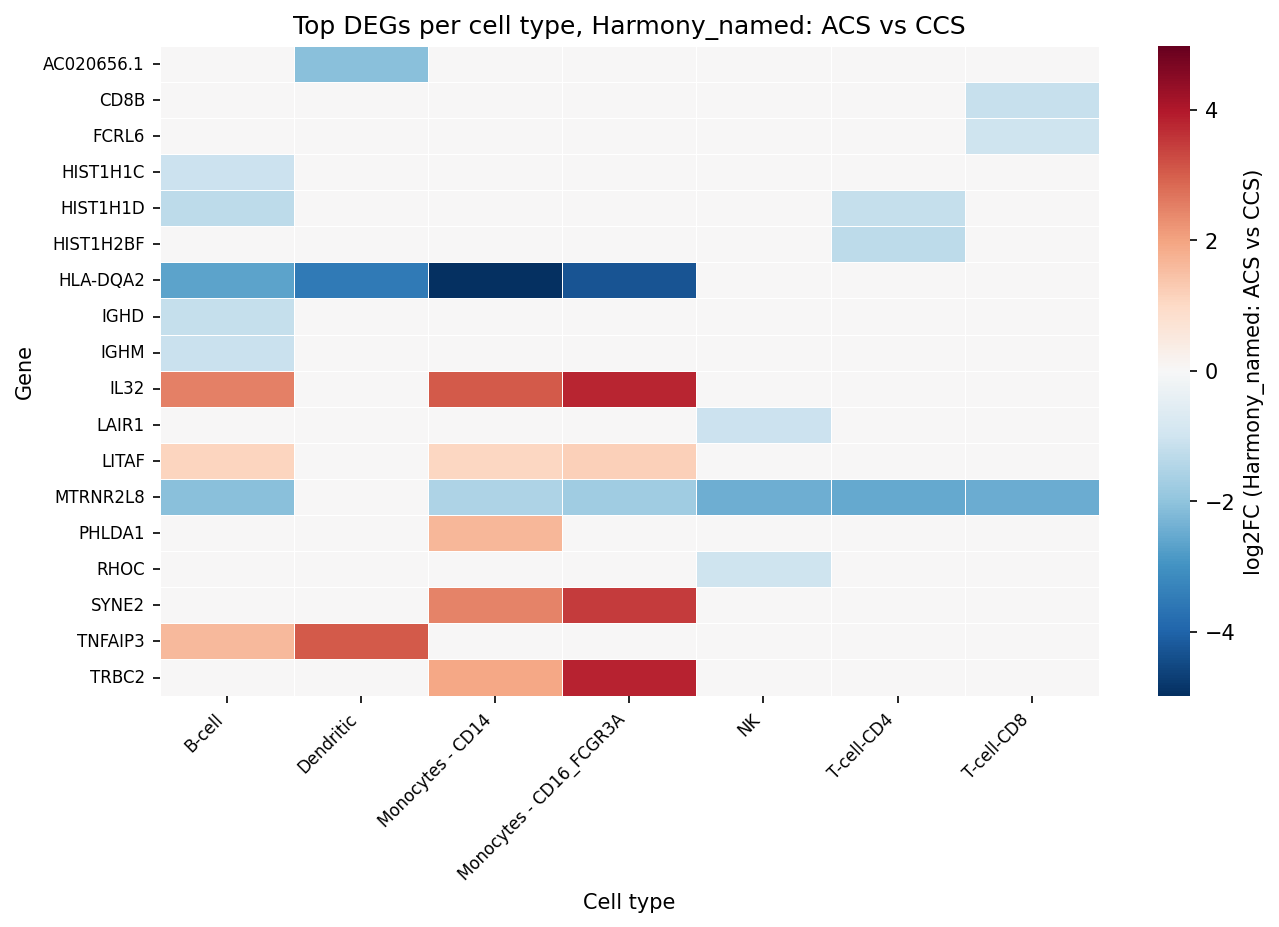 Top DEGs per cell type, Harmony_named: ACS vs CCS
Gene
AC020656.1
CD8B
FCRL6
HIST1H1C
HIST1H1D
HIST1H2BF
HLA-DQA2
IGHD
IGHM
IL32
LAIR1
LITAF
MTRNR2L8
PHLDA1
RHOC
SYNE2
TNFAIP3
TRBC2
B-cell
Dendritic
Monocytes - CD14
Monocytes - CD16_FCGR3A
NK
T-cell-CD4
T-cell-CD8
Cell type
4
2
0
−2
−4
log2FC (Harmony_named: ACS vs CCS)